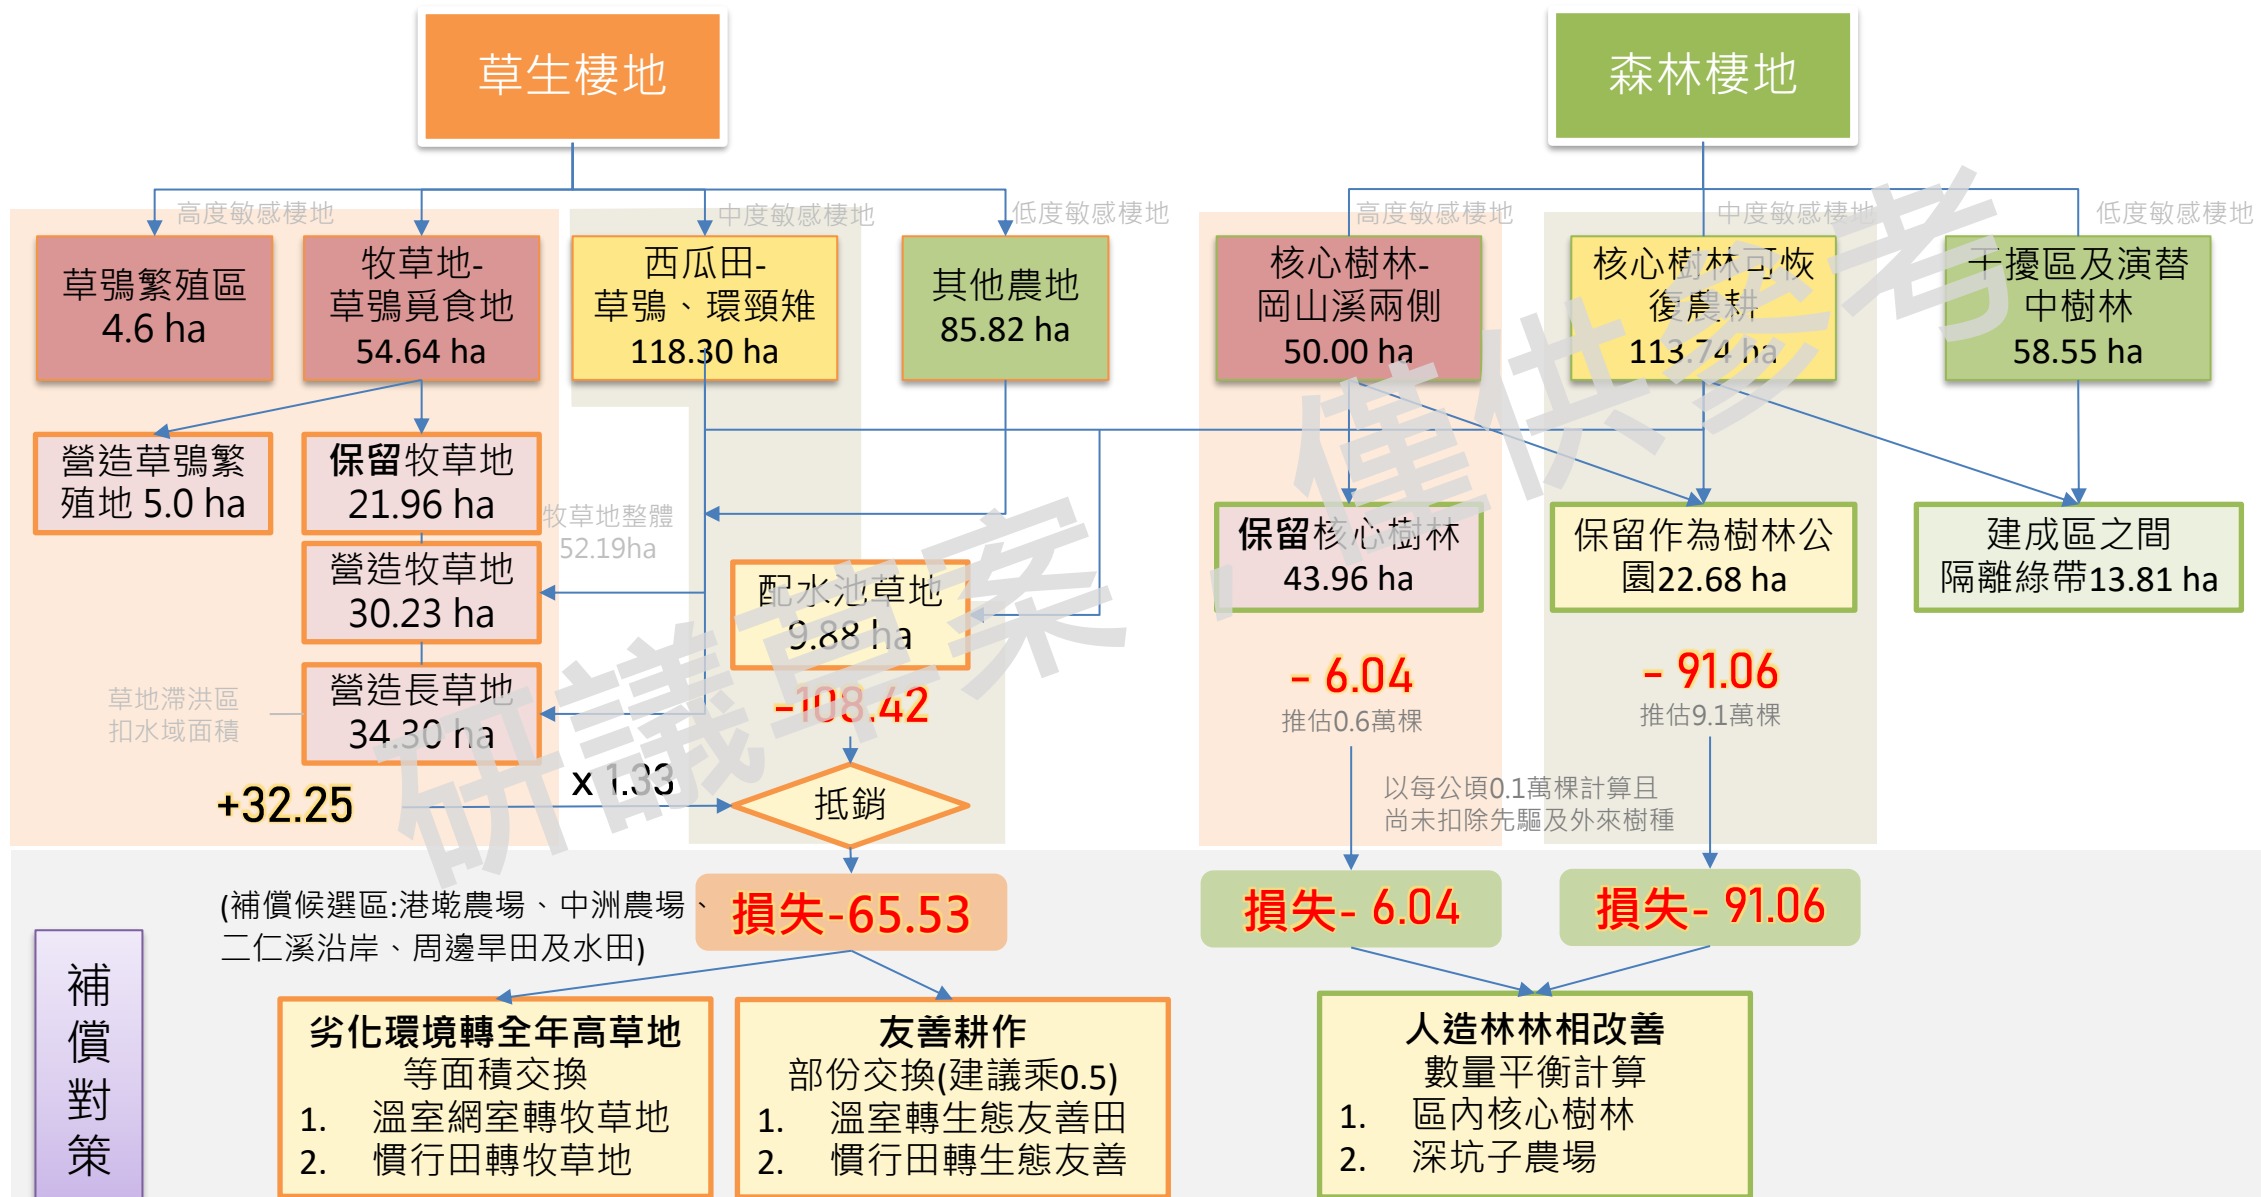 草生棲地
森林棲地
高度敏感棲地
中度敏感棲地
低度敏感棲地
高度敏感棲地
中度敏感棲地
低度敏感棲地
草鴞繁殖區
4.6 ha
牧草地-
草鴞覓食地
54.64 ha
西瓜田-
草鴞、環頸雉
118.30 ha
其他農地
85.82 ha
核心樹林-
岡山溪兩側
50.00 ha
核心樹林可恢
復農耕
113.74 ha
干擾區及演替
中樹林
58.55 ha
營造草鴞繁
殖地 5.0 ha
保留牧草地
21.96 ha
牧草地整體
52.19ha
營造牧草地
30.23 ha
配水池草地
9.88 ha
保留核心樹林
43.96 ha
保留作為樹林公
園22.68 ha
建成區之間
隔離綠帶13.81 ha
草地滯洪區
扣水域面積
營造長草地
34.30 ha
-108.42
- 6.04
推估0.6萬棵
- 91.06
推估9.1萬棵
+32.25
x 1.33
抵銷
以每公頃0.1萬棵計算且
尚未扣除先驅及外來樹種
研議草案，僅供參考
(補償候選區:港墘農場、中洲農場、
二仁溪沿岸、周邊旱田及水田)
損失-65.53
損失- 6.04
損失- 91.06
補
償
對
策
劣化環境轉全年高草地
等面積交換
1. 溫室網室轉牧草地
2. 慣行田轉牧草地
友善耕作
部份交換(建議乘0.5)
1. 溫室轉生態友善田
2. 慣行田轉生態友善
人造林林相改善
數量平衡計算
1. 區內核心樹林
2. 深坑子農場